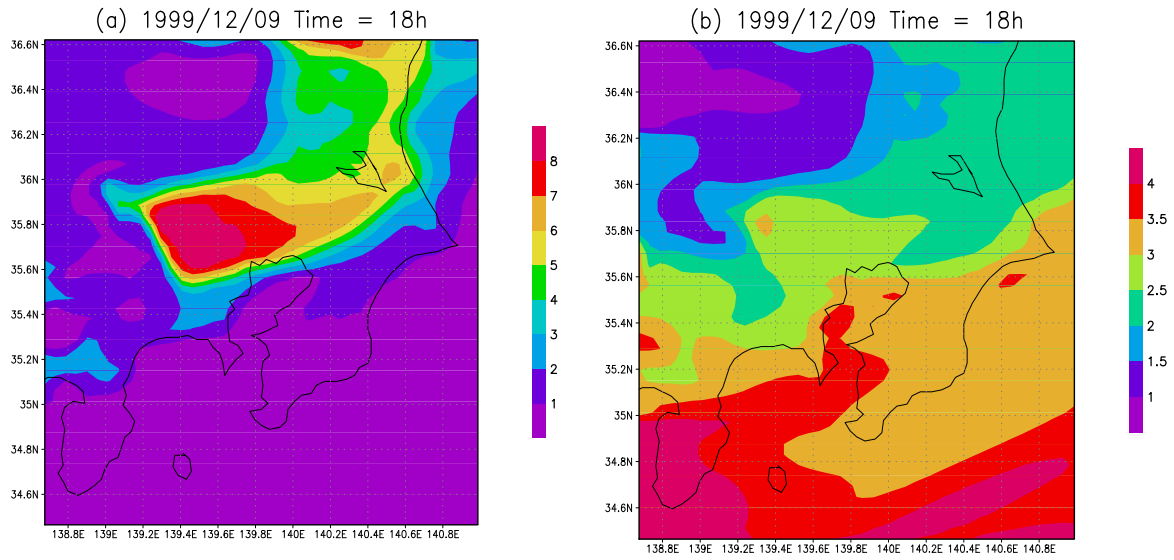 (a) 1999/12/09 Time = 18h
36.6N
36.4N
36.2N
36N
35.8N
35.6N
35.4N
35.2N
35N
34.8N
34.6N
138.8E 139E 139.2E 139.4E 139.6E 139.8E 140E 140.2E 140.4E 140.6E 140.8E
8
7
6
5
4
3
2
1
(b) 1999/12/09 Time = 18h
36.6N
36.4N
36.2N
36N
35.8N
35.6N
35.4N
35.2N
35N
34.8N
34.6N
138.8E 139E 139.2E 139.4E 139.6E 139.8E 140E 140.2E 140.4E 140.6E 140.8E
4
3.5
3
2.5
2
1.5
1